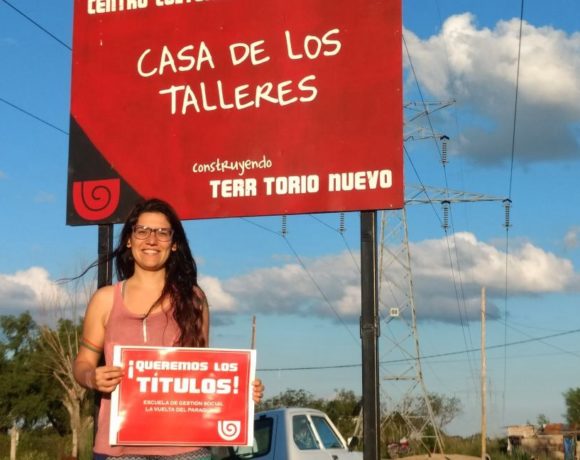 CENTRO
CASA DE LOS
TALLERES
construyendo
TERR TORIO NUEVO
¡QUEREMOS LOS
TÍTULOS!
ESCUELA DE GESTIÓN SOCIAL
LA VUELTA DEL PARAGUAYO